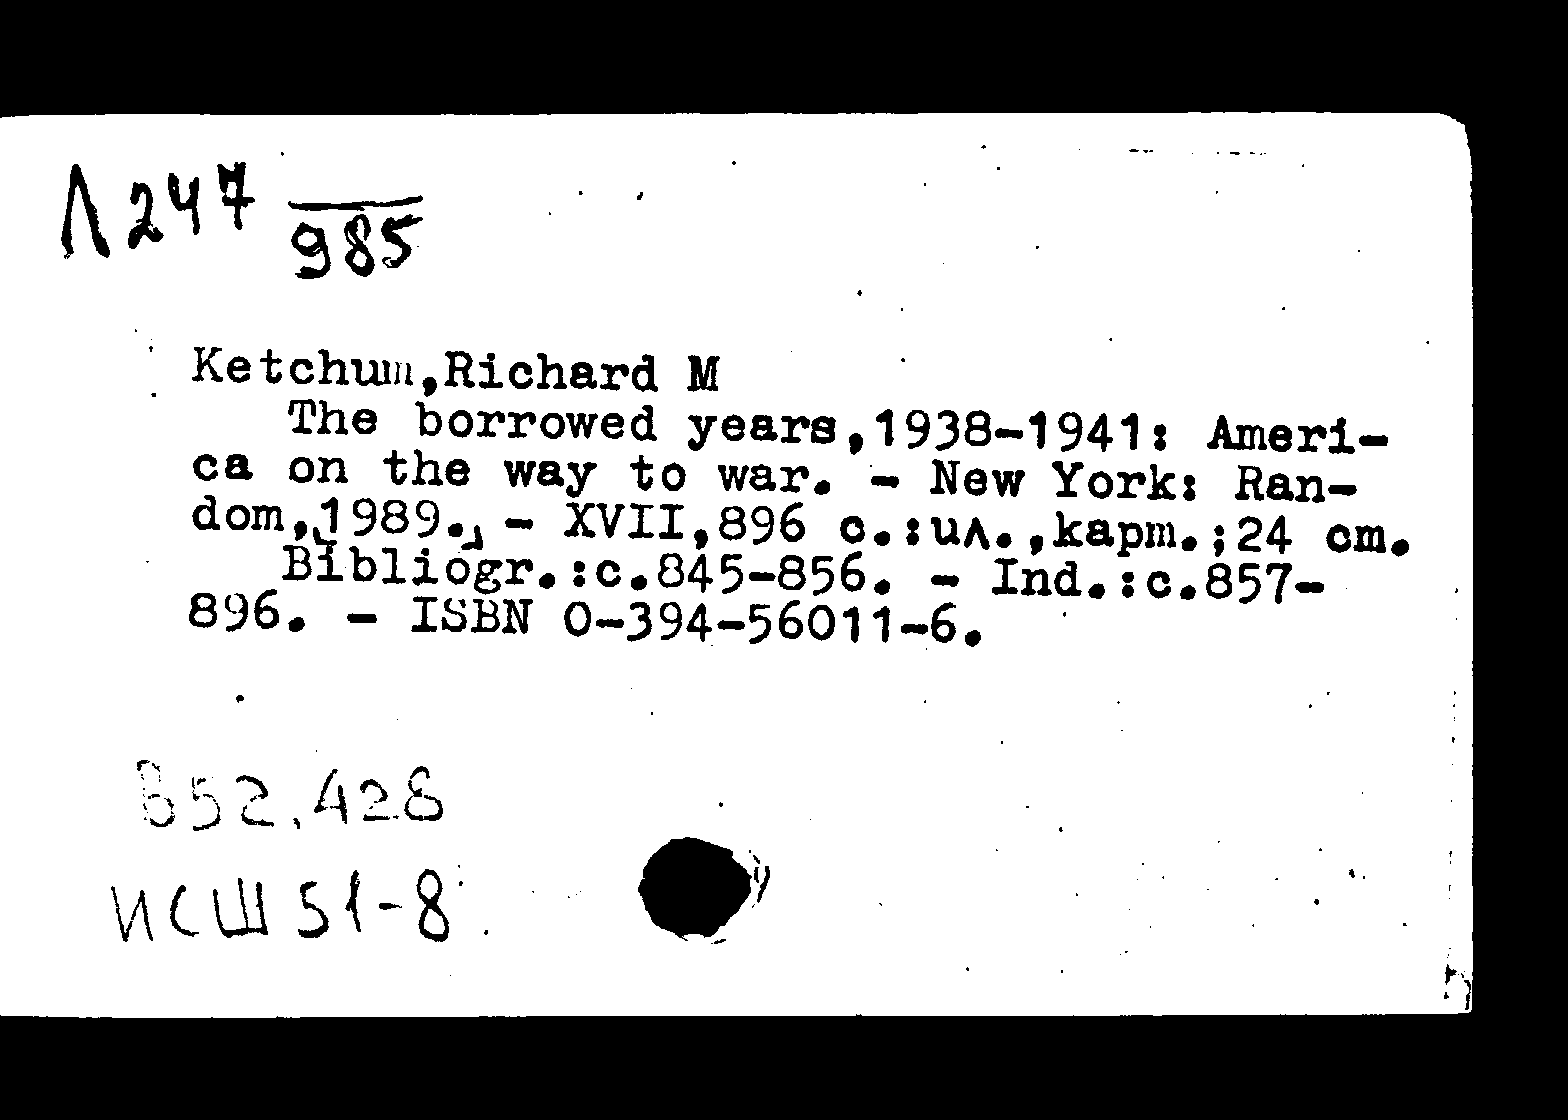 Л247 985
Ketchum,Richard M
The borrowed years,1938-1941: Ameri-
ca on the way to war. - New York: Ran-
dom,1989. - XVII,896 c.:ил.,карт.;24 cm.
Bibliogr.:c.845-856. - Ind.:c.857-
896. - ISBN 0-394-56011-6.
В52.428
ИСШ51-8